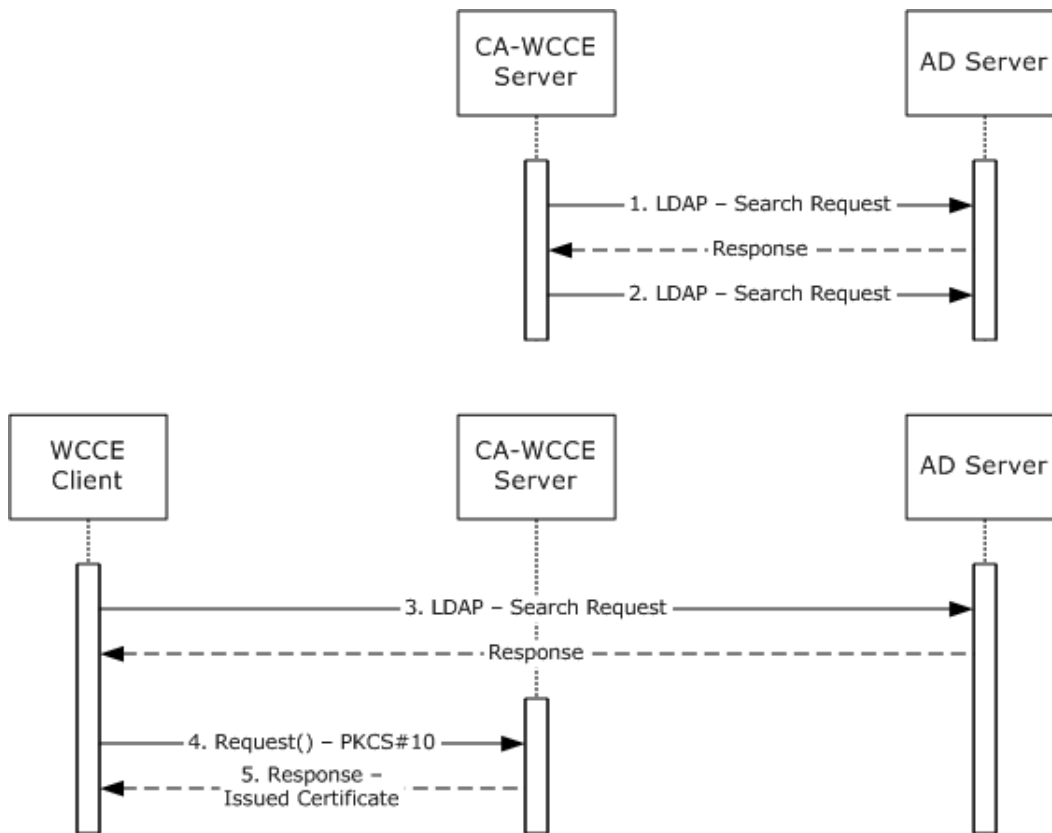 CA-WCCE
Server
AD Server
1. LDAP – Search Request
Response
2. LDAP – Search Request
WCCE
Client
CA-WCCE
Server
AD Server
3. LDAP – Search Request
Response
4. Request() – PKCS#10
5. Response –
Issued Certificate